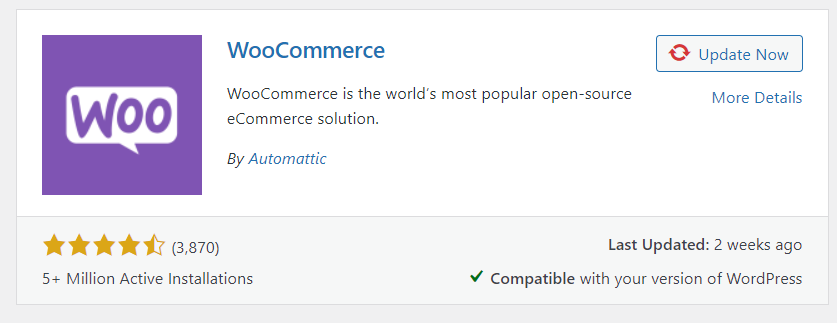 Woo
WooCommerce
Update Now
WooCommerce is the world's most popular open-source
eCommerce solution.
More Details
By Automattic
(3,870)
Last Updated: 2 weeks ago
5+ Million Active Installations
Compatible with your version of WordPress